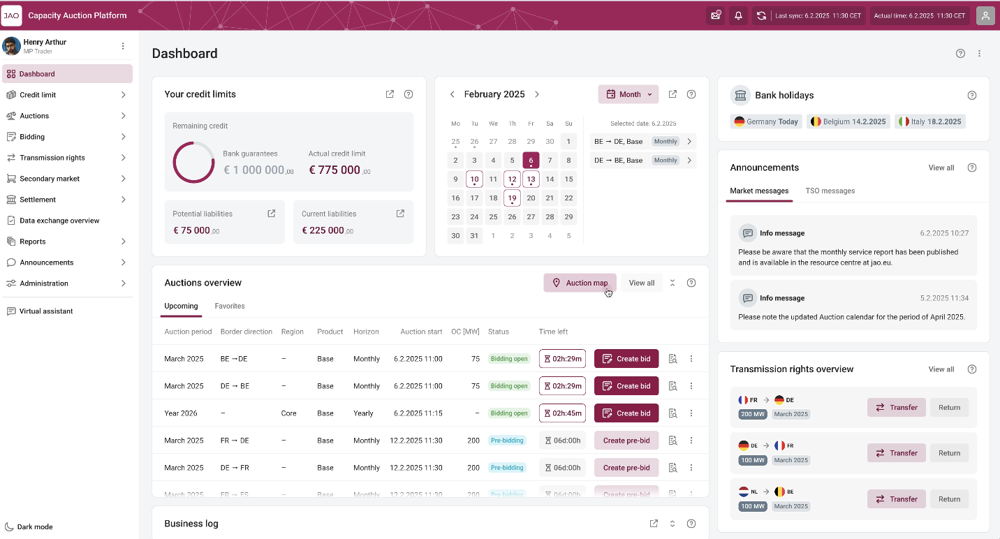 JAO Capacity Auction Platform
Last sync: 6.2.2025 11:30 CET
Actual time: 6.2.2025 11:30 CET
Henry Arthur
MP Trader
Dashboard
Credit limit
Auctions
Bidding
Transmission rights
Secondary market
Settlement
Data exchange overview
Reports
Announcements
Administration
Virtual assistant
Dark mode
Dashboard
Your credit limits
Remaining credit
Bank guarantees Actual credit limit
€ 1 000 000,00 € 775 000,00
Potential liabilities
€ 75 000,00
Current liabilities
€ 225 000,00
February 2025 Month
Mo Tu We Th Fr Sa Su
25 26 27 28 29 30 1
2 3 4 5 6 7 8
9 10 11 12 13 14 15
16 17 18 19 20 21 22
23 24 25 26 27 28 29
30 31 1 2 3 4 5
Selected date: 6.2.2025
BE → DE, Base Monthly
DE → BE, Base Monthly
Bank holidays
Germany Today Belgium 14.2.2025 Italy 18.2.2025
Announcements View all
Market messages TSO messages
Info message 6.2.2025 10:27
Please be aware that the monthly service report has been published
and is available in the resource centre at jao.eu.
Info message 5.2.2025 11:34
Please note the updated Auction calendar for the period of April 2025.
Auctions overview Auction map View all
Upcoming Favorites
Auction period Border direction Region Product Horizon Auction start OC [MW] Status Time left
March 2025 BE → DE – Base Monthly 6.2.2025 11:00 75 Bidding open 02h:29m Create bid
March 2025 DE → BE – Base Monthly 6.2.2025 11:00 75 Bidding open 02h:29m Create bid
Year 2026 – Core Base Yearly 6.2.2025 11:15 – Bidding open 02h:45m Create bid
March 2025 FR → DE – Base Monthly 12.2.2025 11:30 200 Pre-bidding 06d:00h Create pre-bid
March 2025 DE → FR – Base Monthly 12.2.2025 11:30 200 Pre-bidding 06d:00h Create pre-bid
March 2025 FR → ES – Base Monthly 12.2.2025 11:30 200 Pre-bidding 06d:00h Create pre-bid
Business log
Transmission rights overview View all
FR → DE
200 MW March 2025
Transfer Return
DE → FR
100 MW March 2025
Transfer Return
NL → BE
100 MW March 2025
Transfer Return